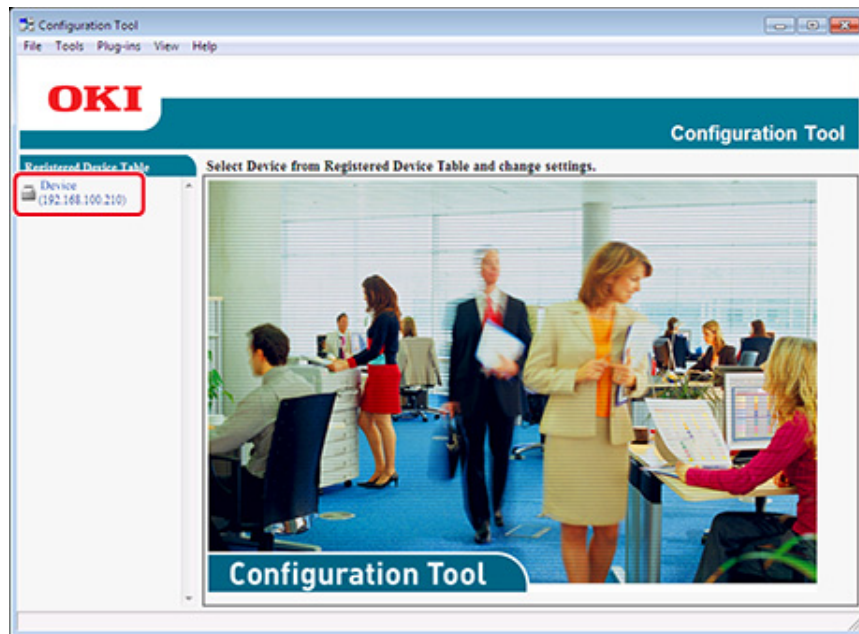 Configuration Tool
File Tools Plug-ins View Help
OKI
Configuration Tool
Registered Device Table
Select Device from Registered Device Table and change settings.
Device
(192.168.100.210)
Configuration Tool